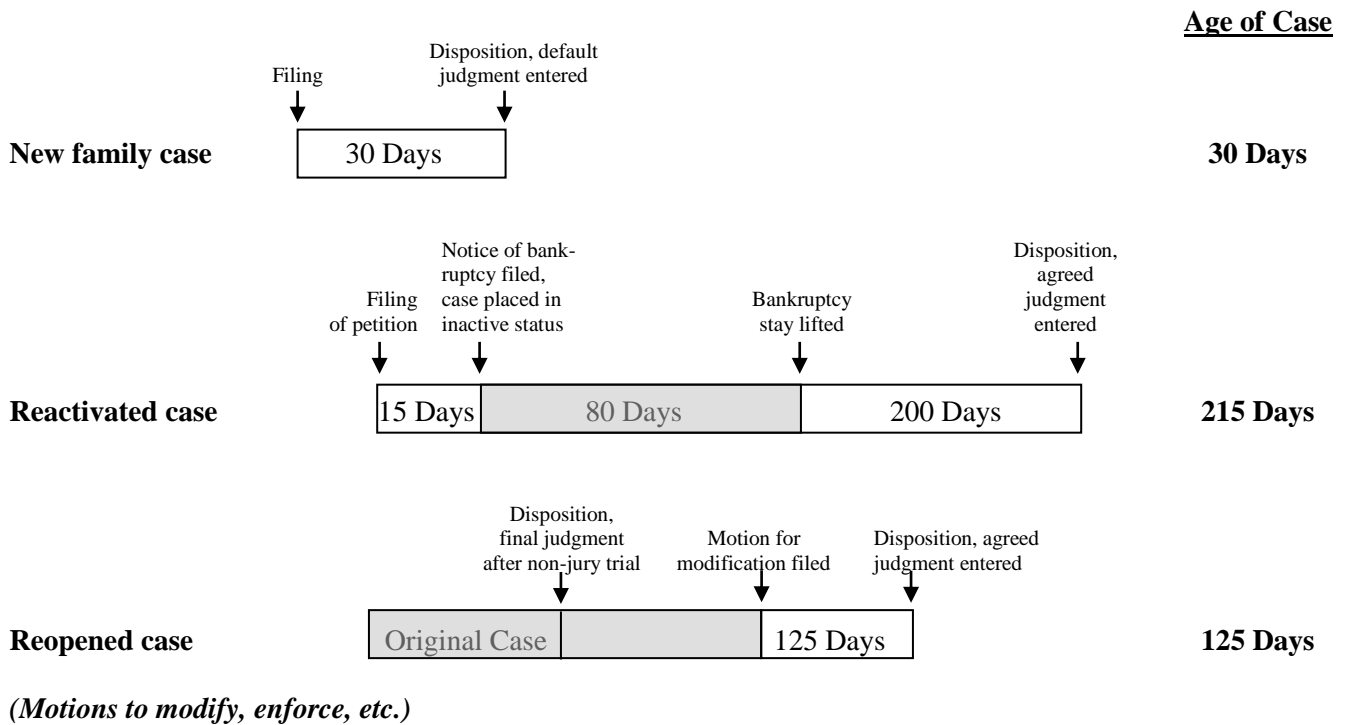 Age of Case
Disposition, default
judgment entered
Filing
New family case
30 Days
30 Days
Notice of bank-
ruptcy filed,
case placed in
inactive status
Filing
of petition
Bankruptcy
stay lifted
Disposition,
agreed
judgment
entered
Reactivated case
15 Days
80 Days
200 Days
215 Days
Disposition,
final judgment
after non-jury trial
Motion for
modification filed
Disposition, agreed
judgment entered
Reopened case
Original Case
125 Days
125 Days
(Motions to modify, enforce, etc.)